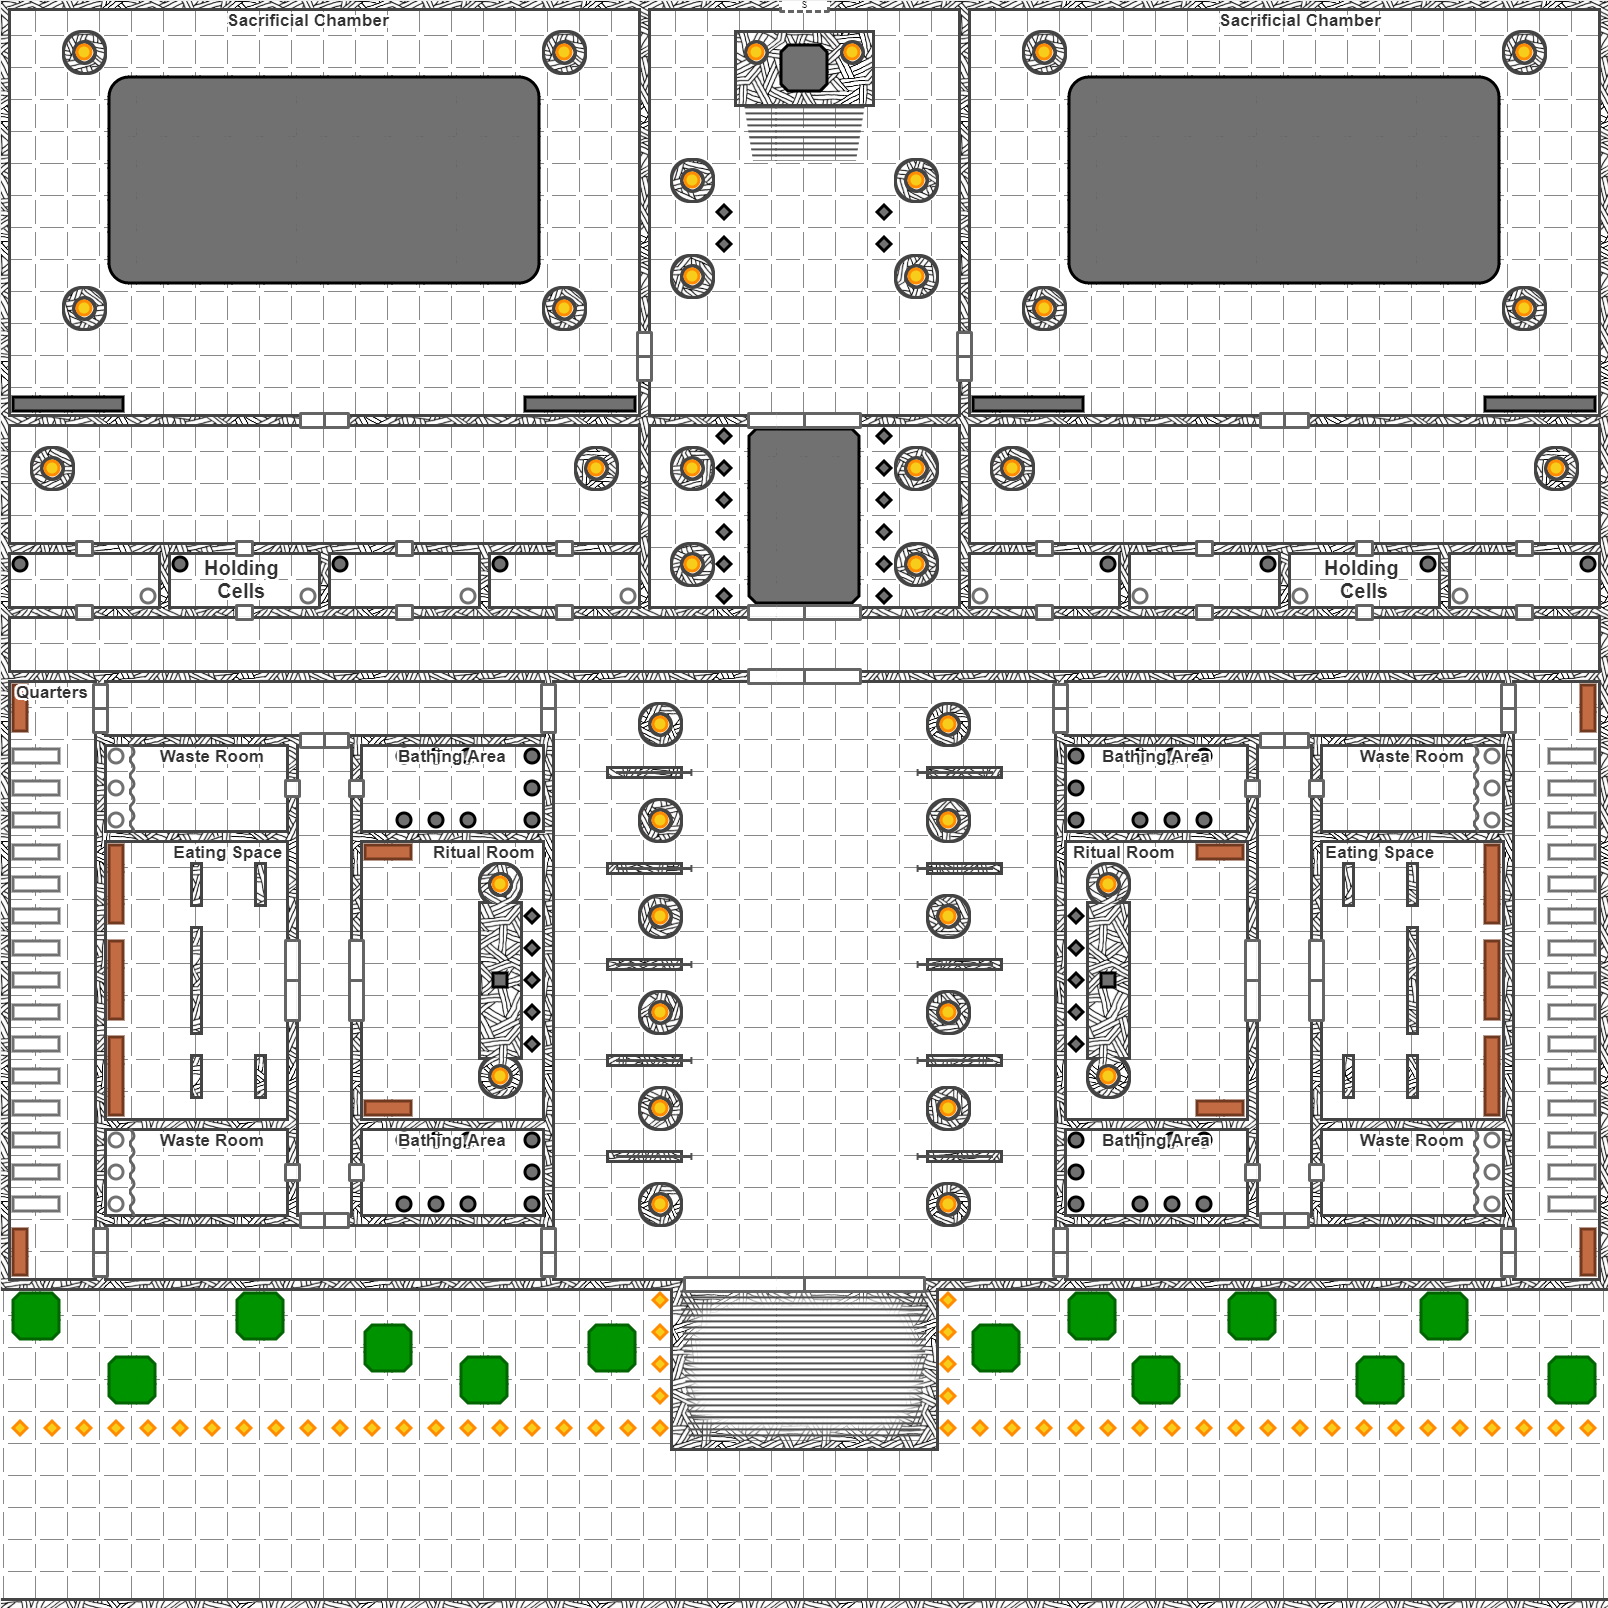 S
Sacrificial Chamber
Sacrificial Chamber
Holding
Cells
Holding
Cells
Quarters
Waste Room
Bathing Area
Bathing Area
Waste Room
Eating Space
Ritual Room
Ritual Room
Eating Space
Waste Room
Bathing Area
Bathing Area
Waste Room